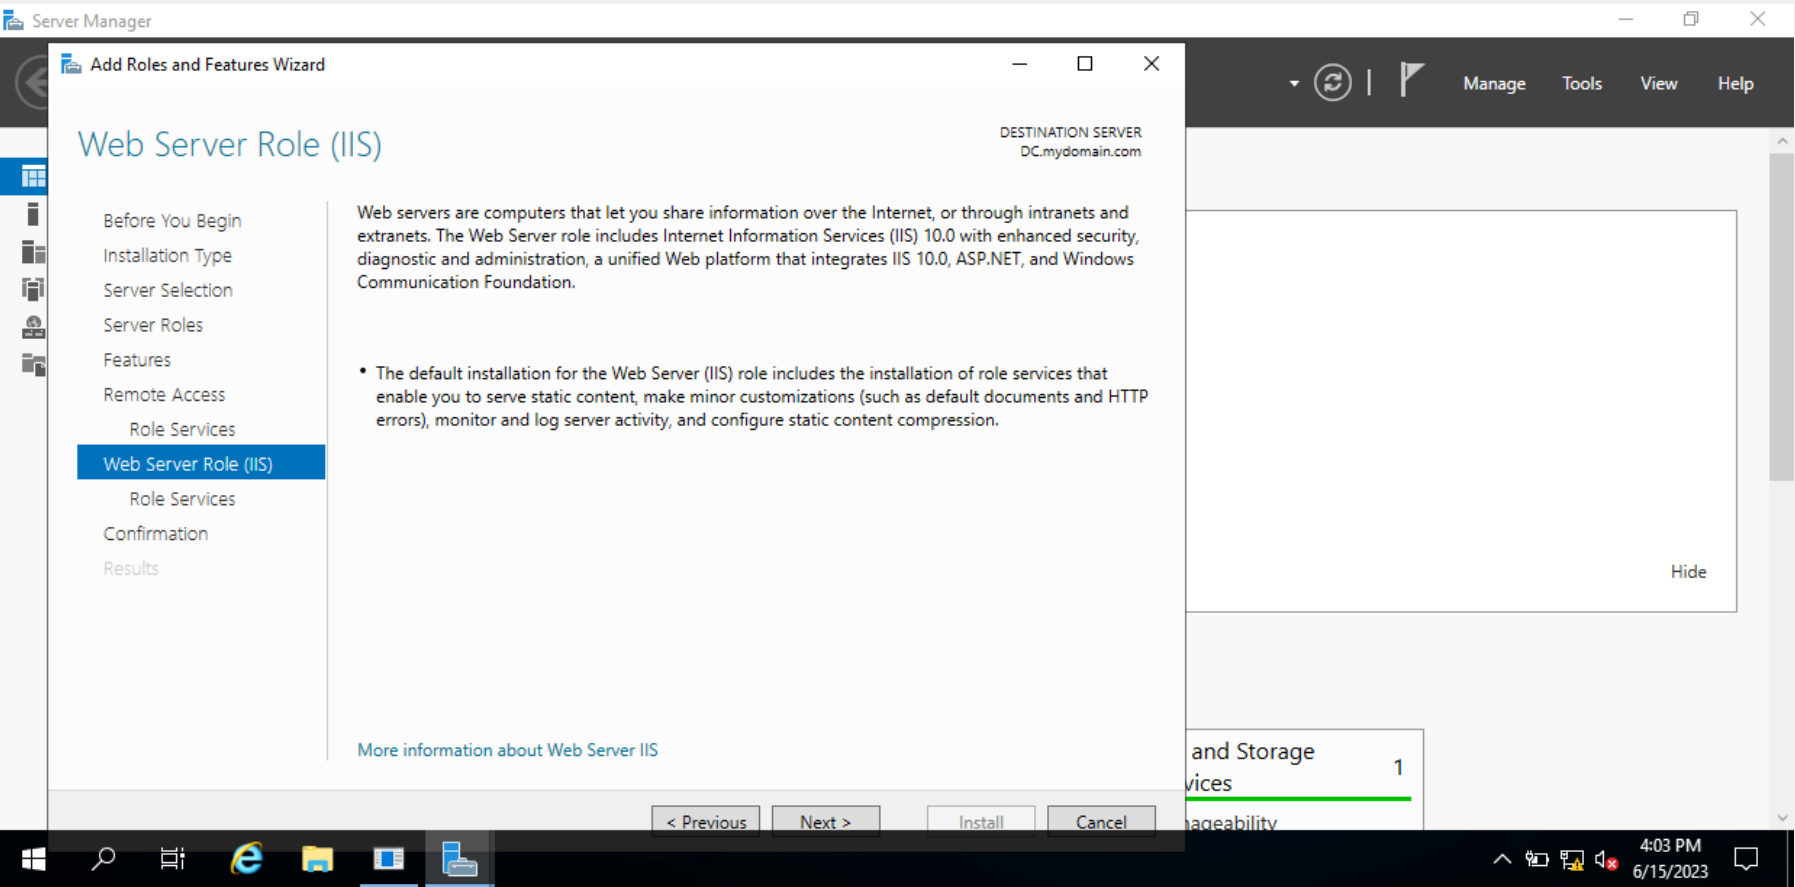 Server Manager
Add Roles and Features Wizard
Manage Tools View Help
Web Server Role (IIS)
DESTINATION SERVER
DC.mydomain.com
Before You Begin
Installation Type
Server Selection
Server Roles
Features
Remote Access
Role Services
Web Server Role (IIS)
Role Services
Confirmation
Results
Web servers are computers that let you share information over the Internet, or through intranets and
extranets. The Web Server role includes Internet Information Services (IIS) 10.0 with enhanced security,
diagnostic and administration, a unified Web platform that integrates IIS 10.0, ASP.NET, and Windows
Communication Foundation.
• The default installation for the Web Server (IIS) role includes the installation of role services that
enable you to serve static content, make minor customizations (such as default documents and HTTP
errors), monitor and log server activity, and configure static content compression.
More information about Web Server IIS
< Previous Next > Install Cancel
Hide
and Storage
vices
1
nageability
4:03 PM
6/15/2023